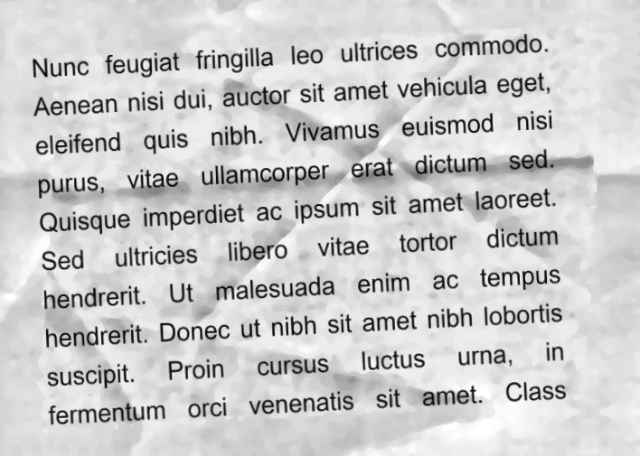 Nunc feugiat fringilla leo ultrices commodo.
Aenean nisi dui, auctor sit amet vehicula eget,
eleifend quis nibh. Vivamus euismod nisi
purus, vitae ullamcorper erat dictum sed.
Quisque imperdiet ac ipsum sit amet laoreet.
Sed ultricies libero vitae tortor dictum
hendrerit. Ut malesuada enim ac tempus
hendrerit. Donec ut nibh sit amet nibh lobortis
suscipit. Proin cursus luctus urna, in
fermentum orci venenatis sit amet. Class